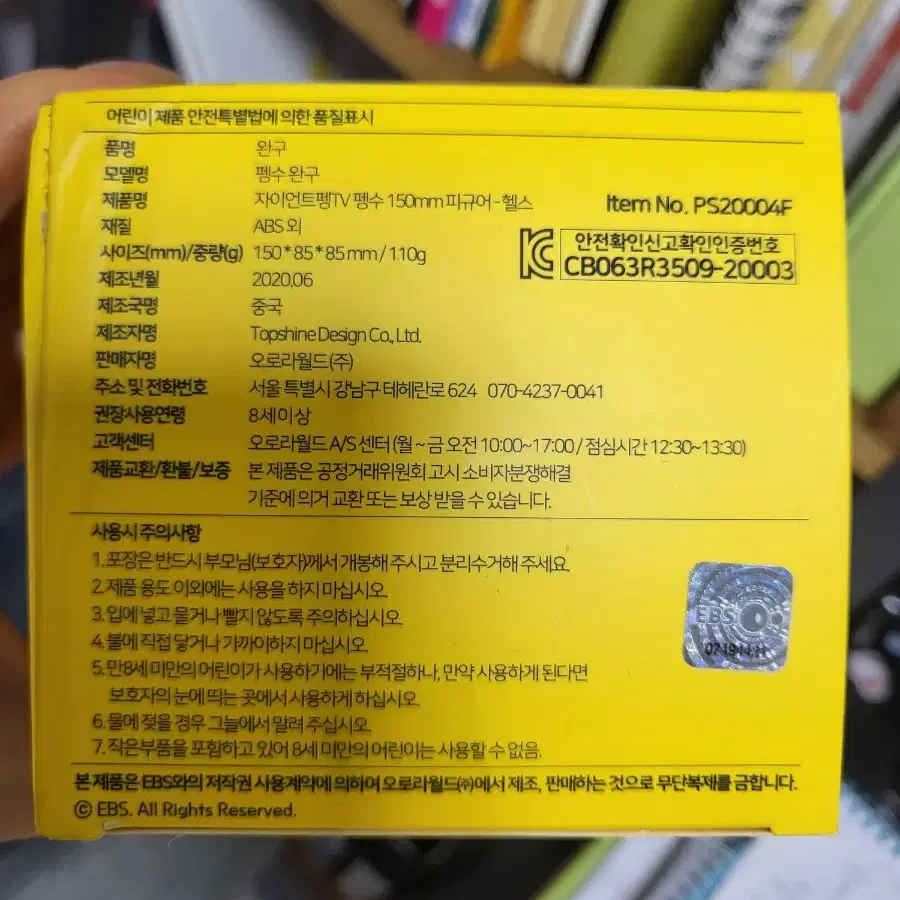 어린이 제품 안전특별법에 의한 품질표시
품명 완구
모델명 펭수 완구
제품명 자이언트펭TV 펭수 150mm 피규어 - 헬스
Item No. PS20004F
재질 ABS 외
사이즈(mm)/중량(g) 150*85*85mm / 110g
안전확인신고확인인증번호
CB063R3509-20003
제조년월 2020.06
제조국명 중국
제조자명 Topshine Design Co., Ltd.
판매자명 오로라월드(주)
주소 및 전화번호 서울 특별시 강남구 테헤란로 624 070-4237-0041
권장사용연령 8세이상
고객센터 오로라월드 A/S 센터 (월 ~ 금 오전 10:00~17:00 / 점심시간 12:30~13:30)
제품교환/환불/보증 본 제품은 공정거래위원회 고시 소비자분쟁해결
기준에 의거 교환 또는 보상 받을 수 있습니다.
사용시 주의사항
1. 포장은 반드시 부모님(보호자)께서 개봉해 주시고 분리수거해 주세요.
2. 제품 용도 이외에는 사용을 하지 마십시오.
3. 입에 넣고 물거나 빨지 않도록 주의하십시오.
4. 불에 직접 닿거나 가까이하지 마십시오.
5. 만8세 미만의 어린이가 사용하기에는 부적절하나, 만약 사용하게 된다면
보호자의 눈에 띄는 곳에서 사용하게 하십시오.
6. 물에 젖을 경우 그늘에서 말려 주십시오.
7. 작은부품을 포함하고 있어 8세 미만의 어린이는 사용할 수 없음.
EBS
본 제품은 EBS와의 저작권 사용계약에 의하여 오로라월드㈜에서 제조, 판매하는 것으로 무단복제를 금합니다.
ⓒ EBS. All Rights Reserved.